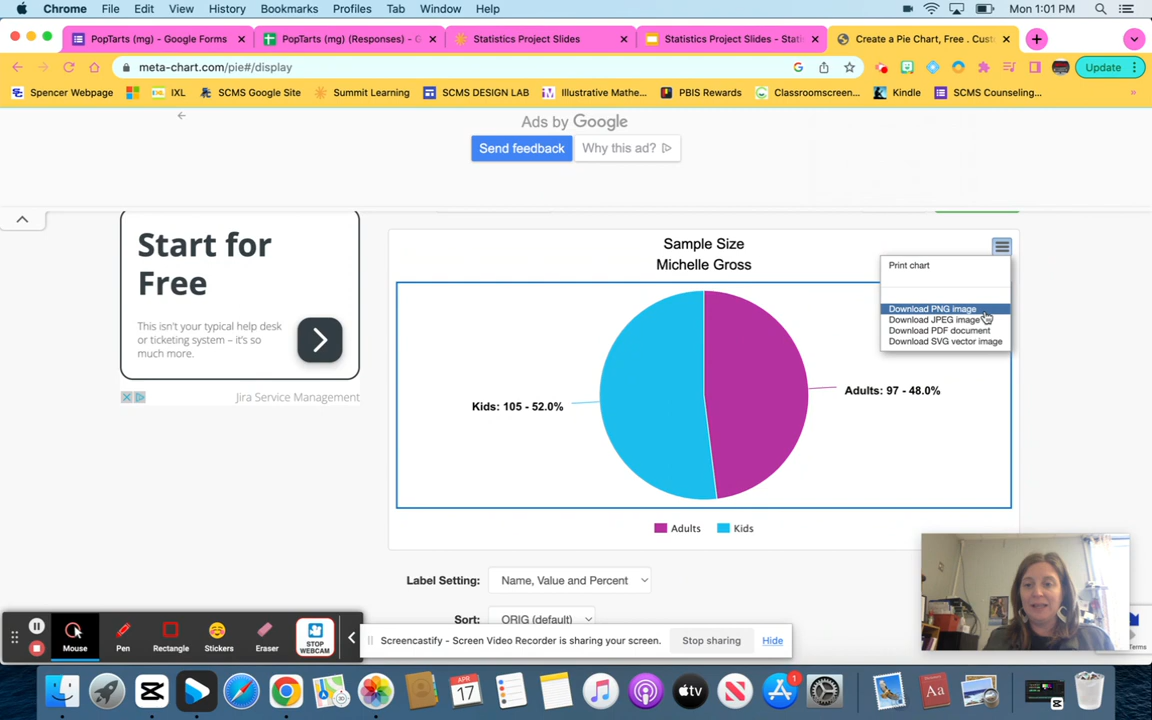 Chrome File Edit View History Bookmarks Profiles Tab Window Help Mon 1:01 PM
PopTarts (mg) - Google Forms PopTarts (mg) (Responses) - G Statistics Project Slides Statistics Project Slides - Stati Create a Pie Chart, Free . Cust
meta-chart.com/pie#/display Update
Spencer Webpage IXL SCMS Google Site Summit Learning SCMS DESIGN LAB Illustrative Mathe... PBIS Rewards Classroomscreen... Kindle SCMS Counseling...
Ads by Google
Send feedback Why this ad?
Start for
Free
This isn't your typical help desk
or ticketing system – it's so
much more.
Jira Service Management
Sample Size
Michelle Gross
Print chart
Download PNG image
Download JPEG image
Download PDF document
Download SVG vector image
Adults: 97 - 48.0%
Kids: 105 - 52.0%
Adults Kids
Label Setting: Name, Value and Percent
Sort: ORIG (default)
Mouse Pen Rectangle Stickers Eraser STOP WEBCAM
Screencastify - Screen Video Recorder is sharing your screen. Stop sharing Hide
Terms
APR 17
1